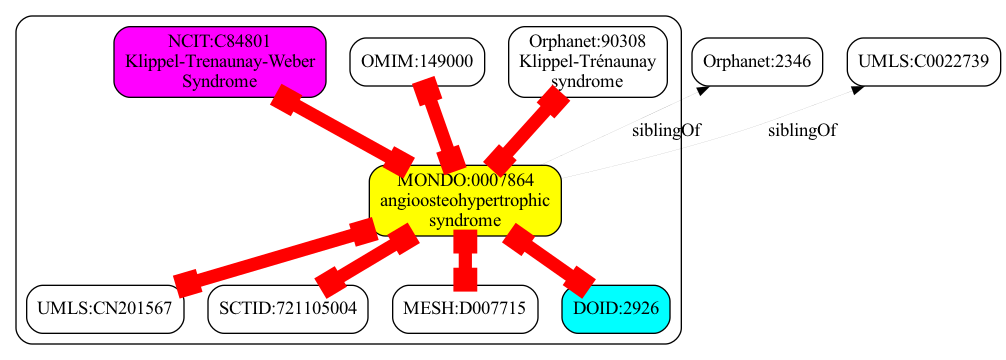 NCIT:C84801
Klippel-Trenaunay-Weber
Syndrome
OMIM:149000
Orphanet:90308
Klippel-Trénaunay
syndrome
Orphanet:2346
UMLS:C0022739
siblingOf
siblingOf
MONDO:0007864
angioosteohypertrophic
syndrome
UMLS:CN201567
SCTID:721105004
MESH:D007715
DOID:2926